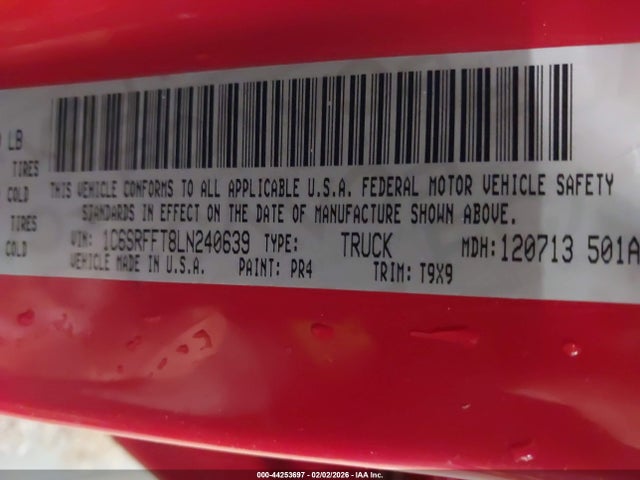 LB
TIRES
COLD
TIRES
COLD
THIS VEHICLE CONFORMS TO ALL APPLICABLE U.S.A. FEDERAL MOTOR VEHICLE SAFETY
STANDARDS IN EFFECT ON THE DATE OF MANUFACTURE SHOWN ABOVE.
VIN: 1C6SRFFT8LN240639 TYPE: TRUCK MDH: 120713 501A
VEHICLE MADE IN U.S.A. PAINT: PR4 TRIM: T9X9
000-44253697 - 02/02/2026 - IAA Inc.